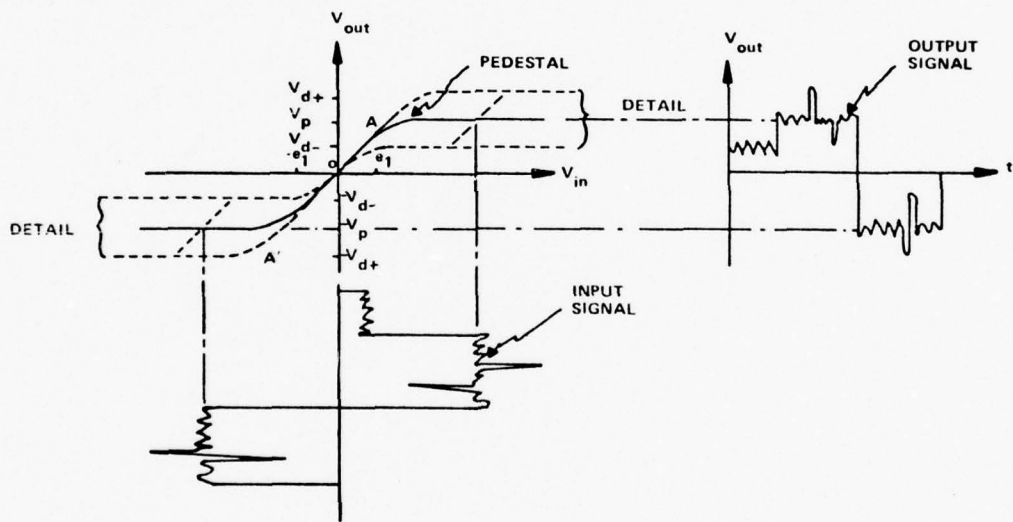 V_out
PEDESTAL
V_d+
A
V_p
V_d-
-e_1
o
e_1
V_in
DETAIL
V_out
OUTPUT SIGNAL
t
DETAIL
V_d-
V_p
V_d+
A'
INPUT SIGNAL